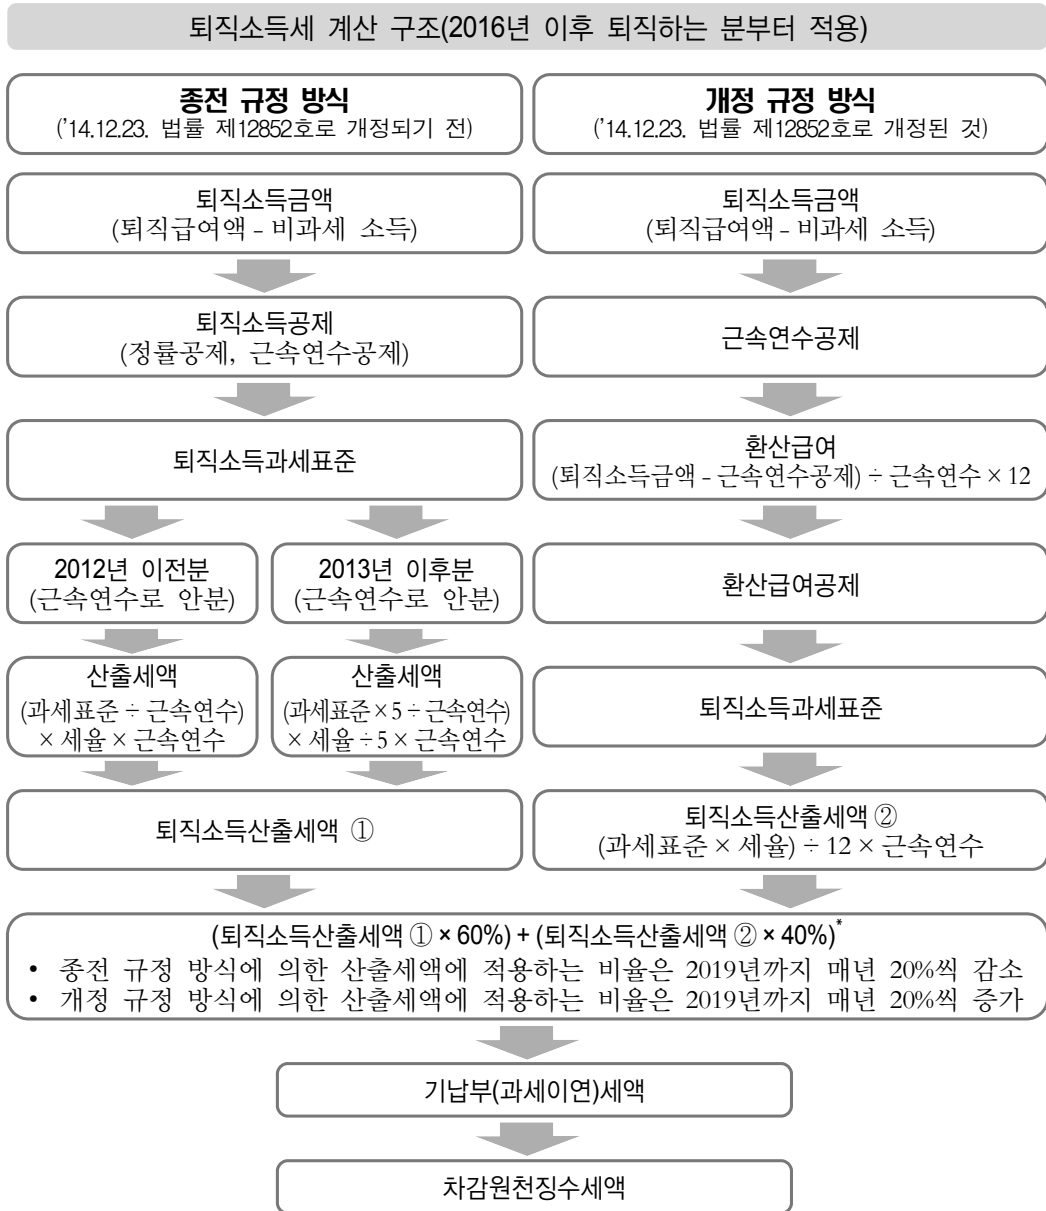 퇴직소득세 계산 구조(2016년 이후 퇴직하는 분부터 적용)
종전 규정 방식
(’14.12.23. 법률 제12852호로 개정되기 전)
퇴직소득금액
(퇴직급여액 - 비과세 소득)
퇴직소득공제
(정률공제, 근속연수공제)
퇴직소득과세표준
2012년 이전분
(근속연수로 안분)
2013년 이후분
(근속연수로 안분)
산출세액
(과세표준 ÷ 근속연수)
× 세율 × 근속연수
산출세액
(과세표준×5 ÷ 근속연수)
× 세율÷5 × 근속연수
퇴직소득산출세액 ①
개정 규정 방식
(’14.12.23. 법률 제12852호로 개정된 것)
퇴직소득금액
(퇴직급여액 - 비과세 소득)
근속연수공제
환산급여
(퇴직소득금액 - 근속연수공제) ÷ 근속연수 × 12
환산급여공제
퇴직소득과세표준
퇴직소득산출세액 ②
(과세표준 × 세율) ÷ 12 × 근속연수
(퇴직소득산출세액 ① × 60%) + (퇴직소득산출세액 ② × 40%)*
• 종전 규정 방식에 의한 산출세액에 적용하는 비율은 2019년까지 매년 20%씩 감소
• 개정 규정 방식에 의한 산출세액에 적용하는 비율은 2019년까지 매년 20%씩 증가
기납부(과세이연)세액
차감원천징수세액